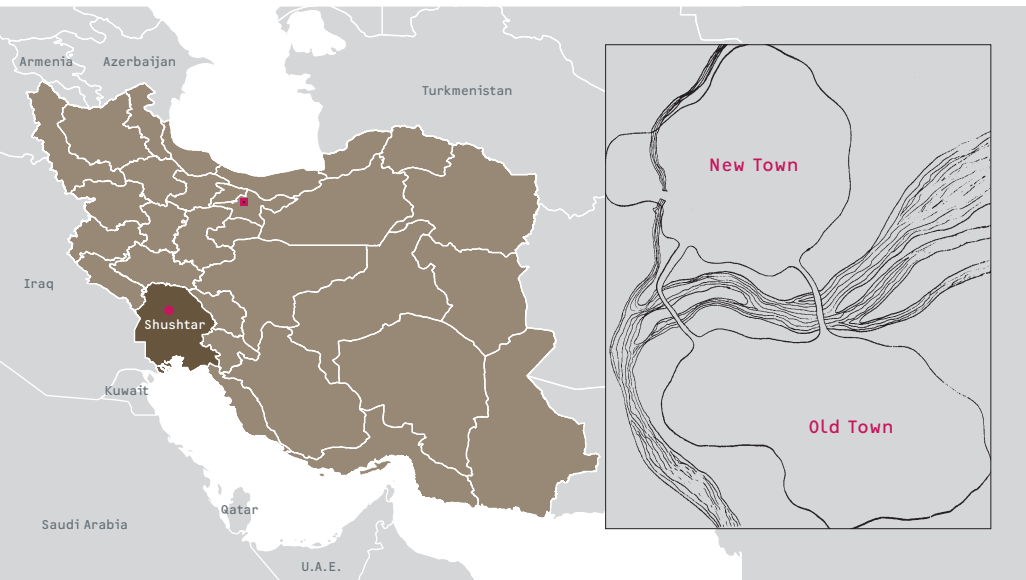 Armenia
Azerbaijan
Turkmenistan
New Town
Iraq
Shushtar
Kuwait
Old Town
Qatar
Saudi Arabia
U.A.E.